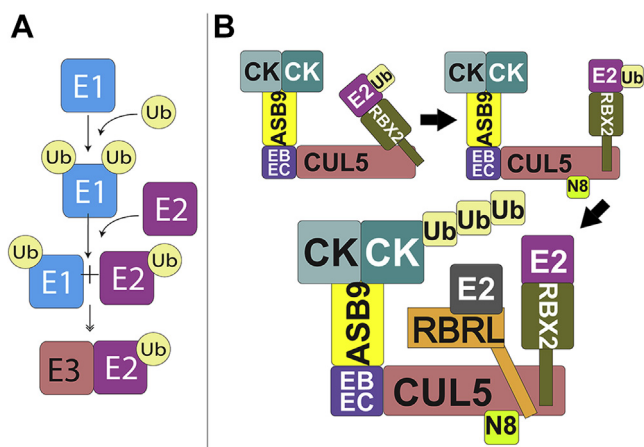 A
E1
Ub
Ub Ub
E1
E2
Ub
Ub
E1 + E2
E3 E2
Ub
B
CK CK
ASB9
EB
EC
CUL5
RBX2
E2
Ub
CK CK
ASB9
EB
EC
CUL5
N8
RBX2
E2 Ub
CK CK
Ub Ub Ub
ASB9
EB
EC
CUL5
N8
RBRL
E2
E2
RBX2